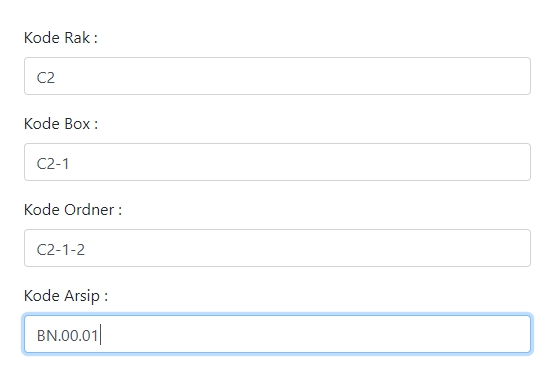 Kode Rak :
C2
Kode Box :
C2-1
Kode Ordner :
C2-1-2
Kode Arsip :
BN.00.01